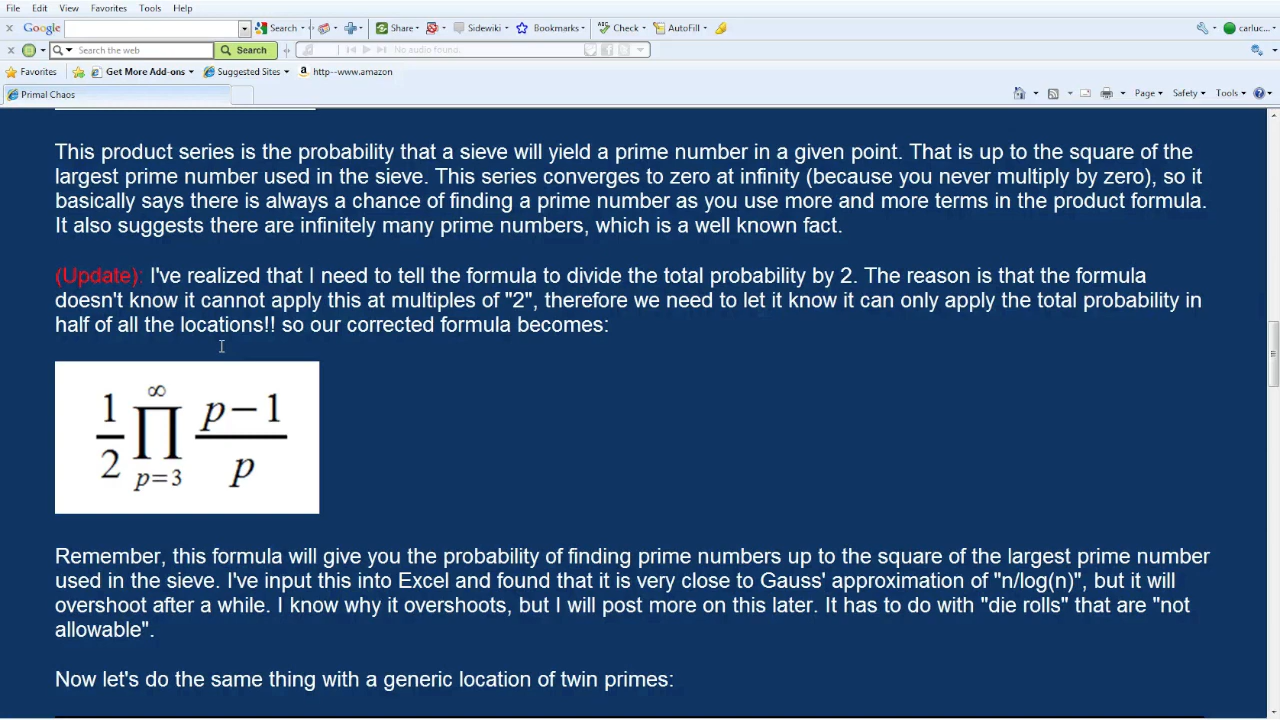 File Edit View Favorites Tools Help
Google Search Share Sidewiki Bookmarks Check AutoFill carluc...
Search the web Search No audio found.
Favorites Get More Add-ons Suggested Sites http--www.amazon
Primal Chaos Page Safety Tools
This product series is the probability that a sieve will yield a prime number in a given point. That is up to the square of the
largest prime number used in the sieve. This series converges to zero at infinity (because you never multiply by zero), so it
basically says there is always a chance of finding a prime number as you use more and more terms in the product formula.
It also suggests there are infinitely many prime numbers, which is a well known fact.
(Update): I've realized that I need to tell the formula to divide the total probability by 2. The reason is that the formula
doesn't know it cannot apply this at multiples of "2", therefore we need to let it know it can only apply the total probability in
half of all the locations!! so our corrected formula becomes:
1/2 ∏ p=3 ∞ p−1/p
Remember, this formula will give you the probability of finding prime numbers up to the square of the largest prime number
used in the sieve. I've input this into Excel and found that it is very close to Gauss' approximation of "n/log(n)", but it will
overshoot after a while. I know why it overshoots, but I will post more on this later. It has to do with "die rolls" that are "not
allowable".
Now let's do the same thing with a generic location of twin primes: